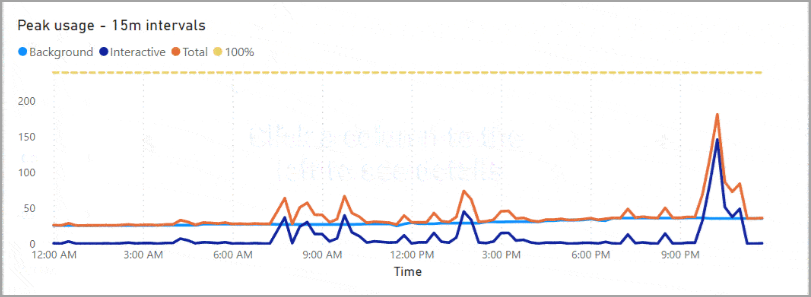 Peak usage - 15m intervals
Background Interactive Total 100%
200
150
100
50
0
12:00 AM 3:00 AM 6:00 AM 9:00 AM 12:00 PM 3:00 PM 6:00 PM 9:00 PM
Time